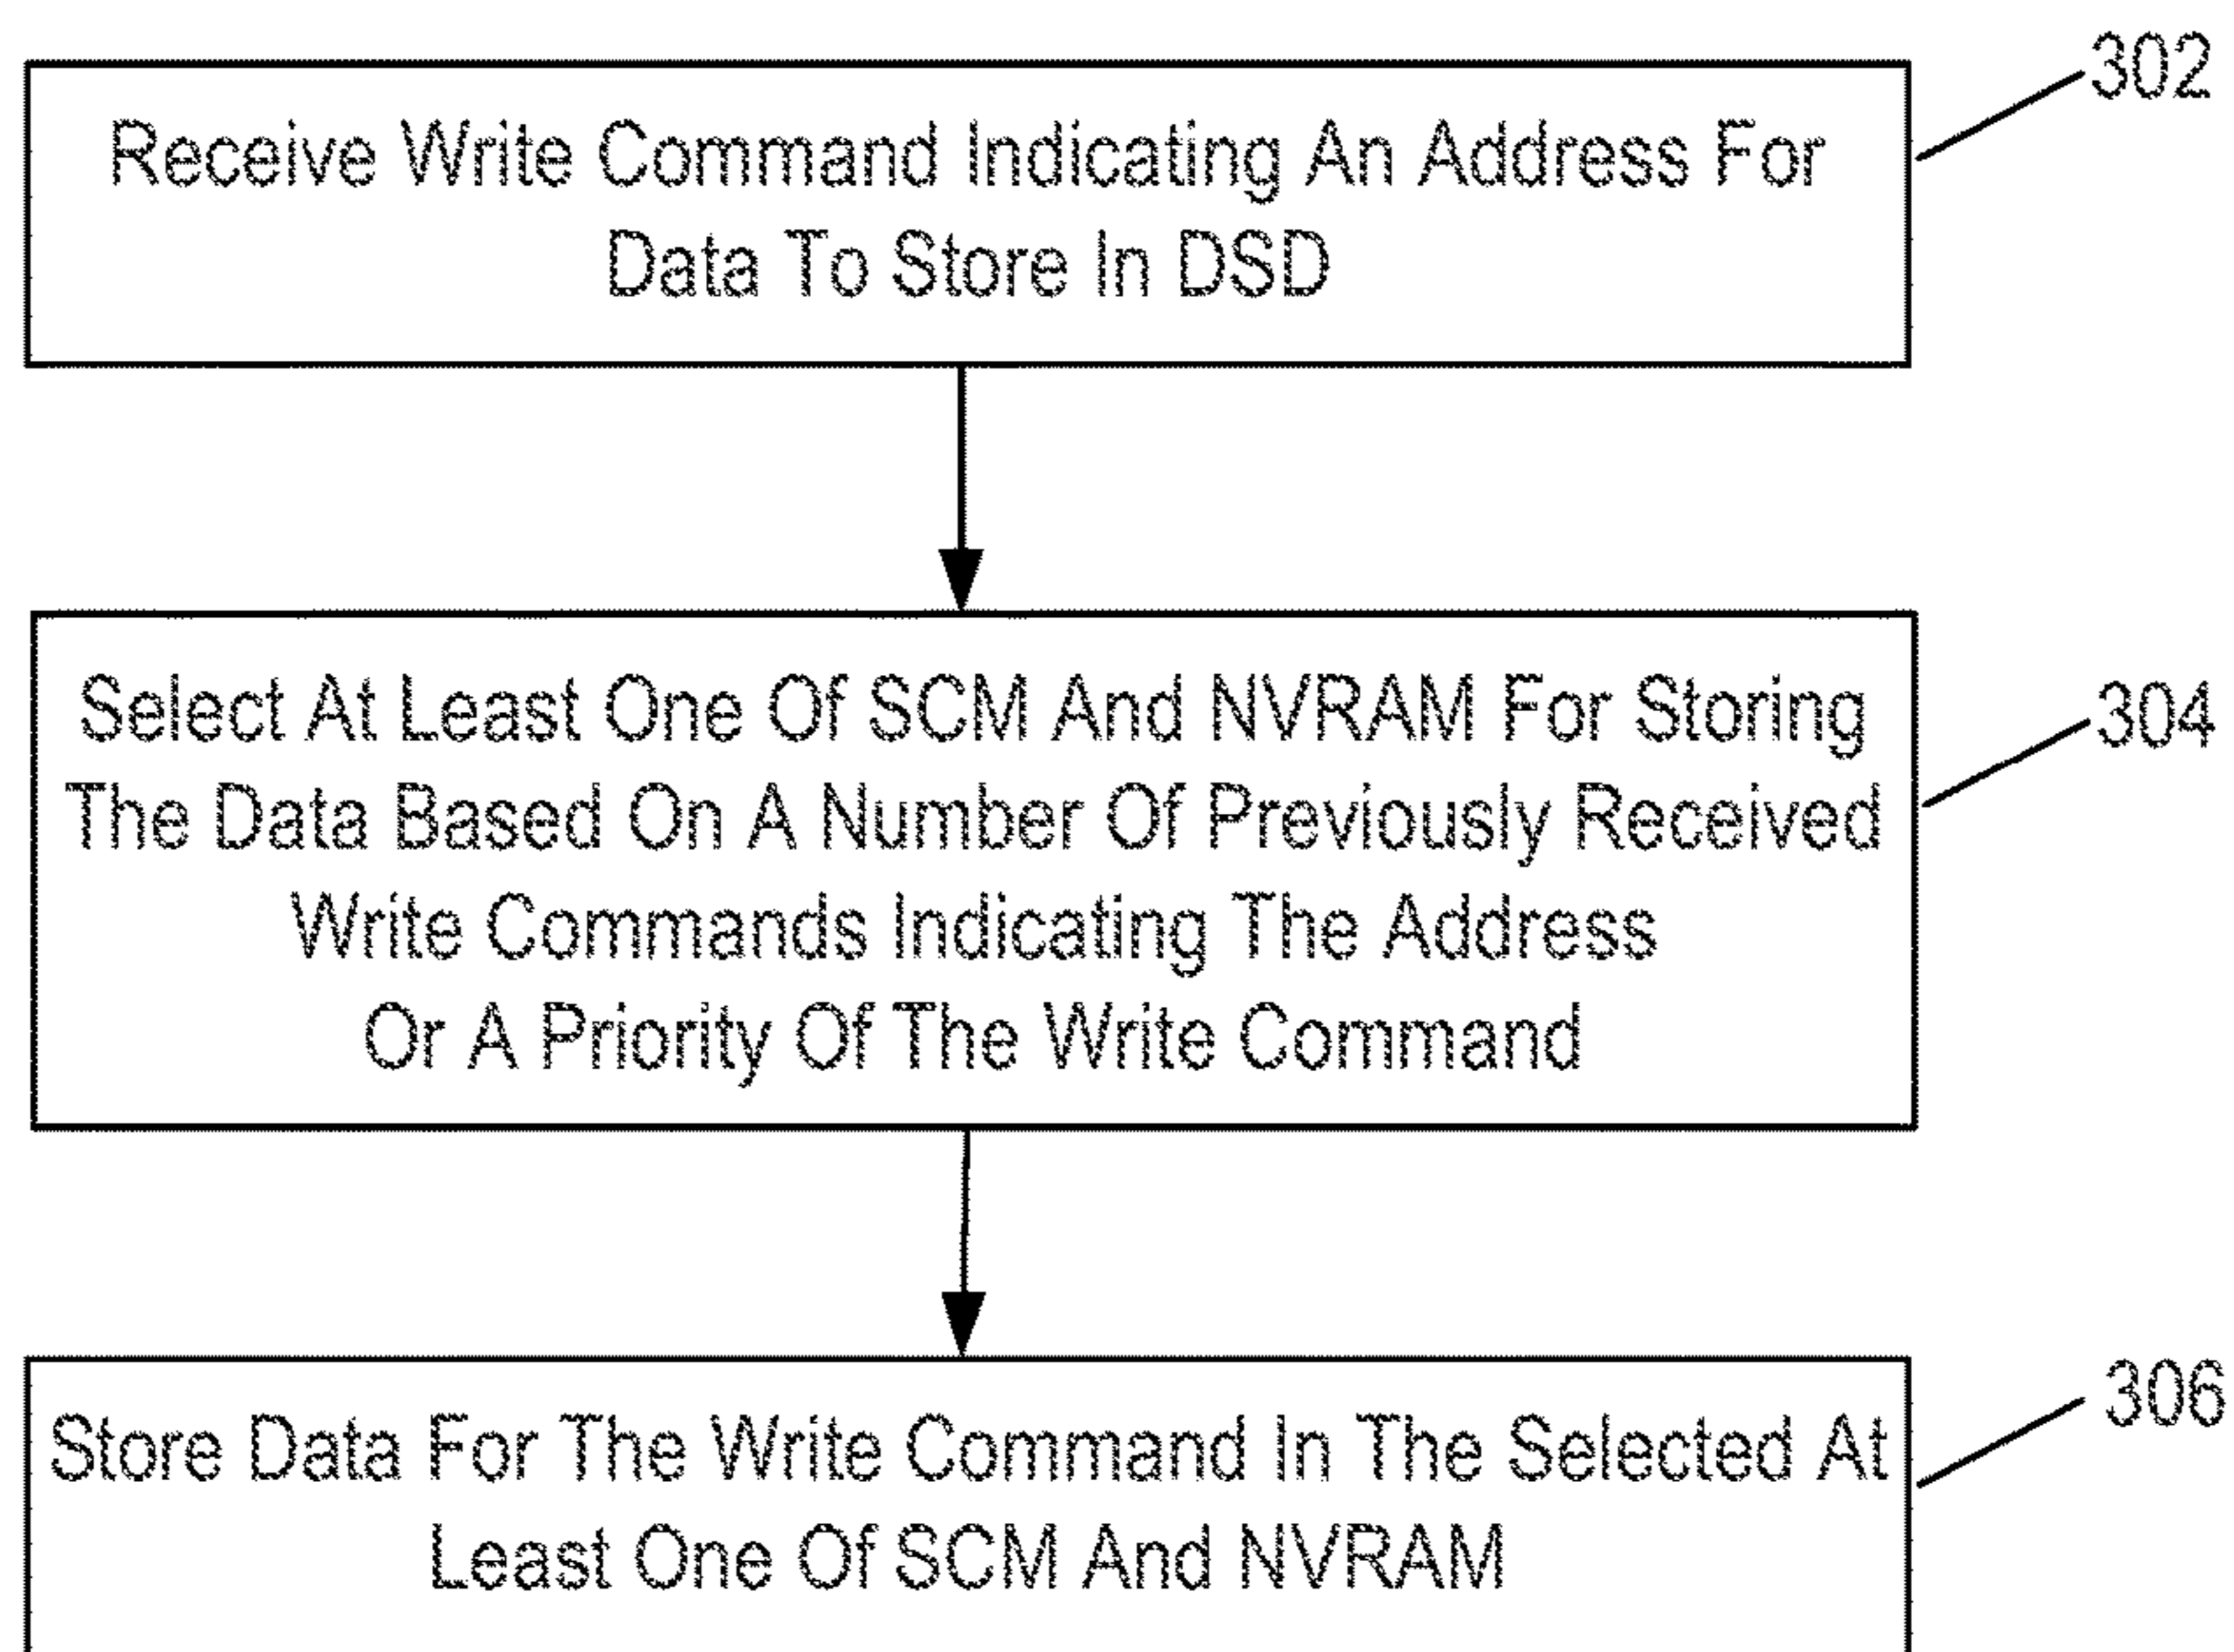 302
Receive Write Command Indicating An Address For
Data To Store In DSD
304
Select At Least One Of SCM And NVRAM For Storing
The Data Based On A Number Of Previously Received
Write Commands Indicating The Address
Or A Priority Of The Write Command
306
Store Data For The Write Command In The Selected At
Least One Of SCM And NVRAM